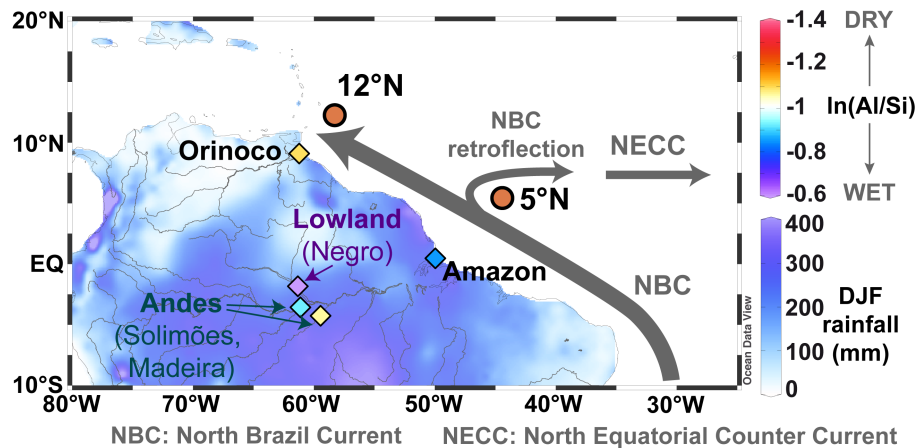 20°N
10°N
EQ
10°S
80°W
70°W
60°W
50°W
40°W
30°W
12°N
Orinoco
NBC
retroflection
NECC
5°N
Lowland
(Negro)
Amazon
NBC
Andes
(Solimões,
Madeira)
Ocean Data View
-1.4
-1.2
-1
-0.8
-0.6
DRY
ln(Al/Si)
WET
400
300
200
100
0
DJF
rainfall
(mm)
NBC: North Brazil Current
NECC: North Equatorial Counter Current